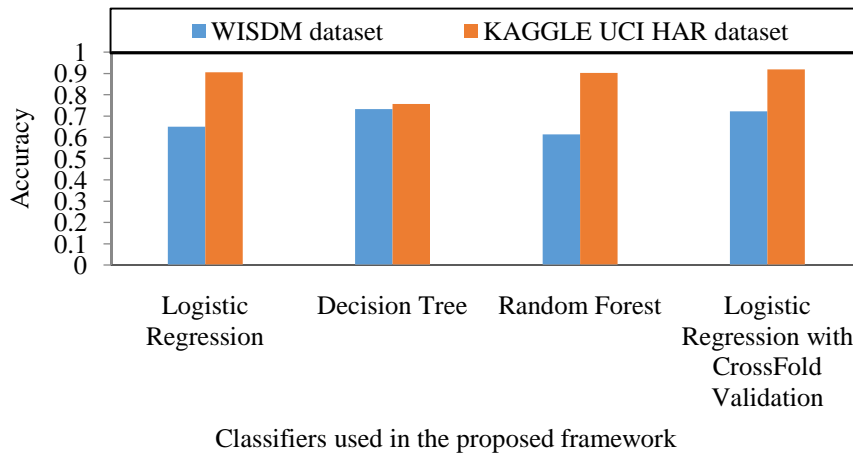 WISDM dataset
KAGGLE UCI HAR dataset
Accuracy
1
0.9
0.8
0.7
0.6
0.5
0.4
0.3
0.2
0.1
0
Logistic
Regression
Decision Tree
Random Forest
Logistic
Regression with
CrossFold
Validation
Classifiers used in the proposed framework